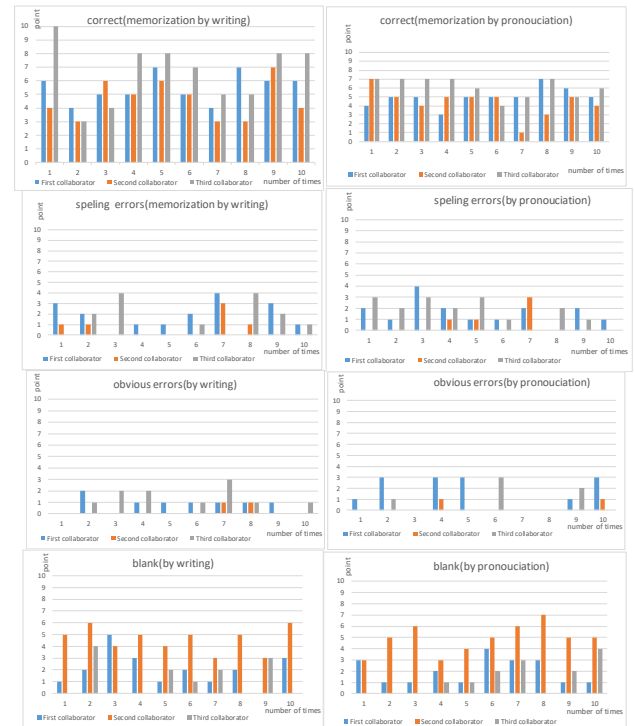 correct(memorization by writing)
point
10
9
8
7
6
5
4
3
2
1
0
1 2 3 4 5 6 7 8 9 10
number of times
First collaborator Second collaborator Third collaborator
correct(memorization by pronouciation)
point
10
9
8
7
6
5
4
3
2
1
0
1 2 3 4 5 6 7 8 9 10
number of times
First collaborator Second collaborator Third collaborator
speling errors(memorization by writing)
point
10
9
8
7
6
5
4
3
2
1
0
1 2 3 4 5 6 7 8 9 10
number of times
First collaborator Second collaborator Third collaborator
speling errors(by pronouciation)
point
10
9
8
7
6
5
4
3
2
1
0
1 2 3 4 5 6 7 8 9 10
number of times
First collaborator Second collaborator Third collaborator
obvious errors(by writing)
point
10
9
8
7
6
5
4
3
2
1
0
1 2 3 4 5 6 7 8 9 10
number of times
First collaborator Second collaborator Third collaborator
obvious errors(by pronouciation)
point
10
9
8
7
6
5
4
3
2
1
0
1 2 3 4 5 6 7 8 9 10
number of times
First collaborator Second collaborator Third collaborator
blank(by writing)
point
10
9
8
7
6
5
4
3
2
1
0
1 2 3 4 5 6 7 8 9 10
number of times
First collaborator Second collaborator Third collaborator
blank(by pronouciation)
point
10
9
8
7
6
5
4
3
2
1
0
1 2 3 4 5 6 7 8 9 10
number of times
First collaborator Second collaborator Third collaborator